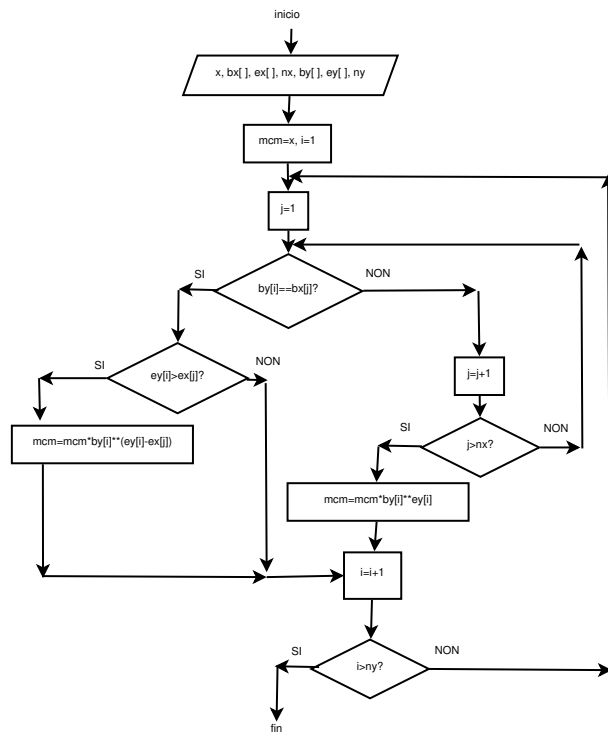 inicio
x, bx[ ], ex[ ], nx, by[ ], ey[ ], ny
mcm=x, i=1
j=1
by[i]==bx[j]?
SI
NON
ey[i]>ex[j]?
SI
NON
j=j+1
mcm=mcm*by[i]**(ey[i]-ex[j])
j>nx?
SI
NON
mcm=mcm*by[i]**ey[i]
i=i+1
i>ny?
SI
NON
fin